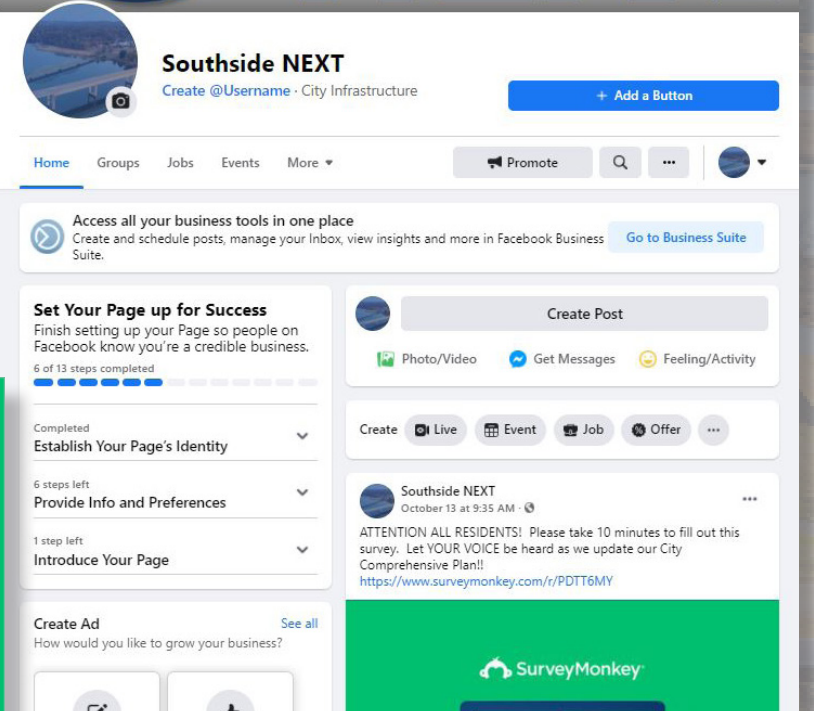 Southside NEXT
Create @Username · City Infrastructure
+ Add a Button
Home Groups Jobs Events More
Promote
Access all your business tools in one place
Create and schedule posts, manage your Inbox, view insights and more in Facebook Business
Suite.
Go to Business Suite
Set Your Page up for Success
Finish setting up your Page so people on
Facebook know you're a credible business.
6 of 13 steps completed
Completed
Establish Your Page's Identity
6 steps left
Provide Info and Preferences
1 step left
Introduce Your Page
Create Ad See all
How would you like to grow your business?
Create Post
Photo/Video Get Messages Feeling/Activity
Create Live Event Job Offer
Southside NEXT
October 13 at 9:35 AM ·
ATTENTION ALL RESIDENTS! Please take 10 minutes to fill out this
survey. Let YOUR VOICE be heard as we update our City
Comprehensive Plan!!
https://www.surveymonkey.com/r/PDTT6MY
SurveyMonkey